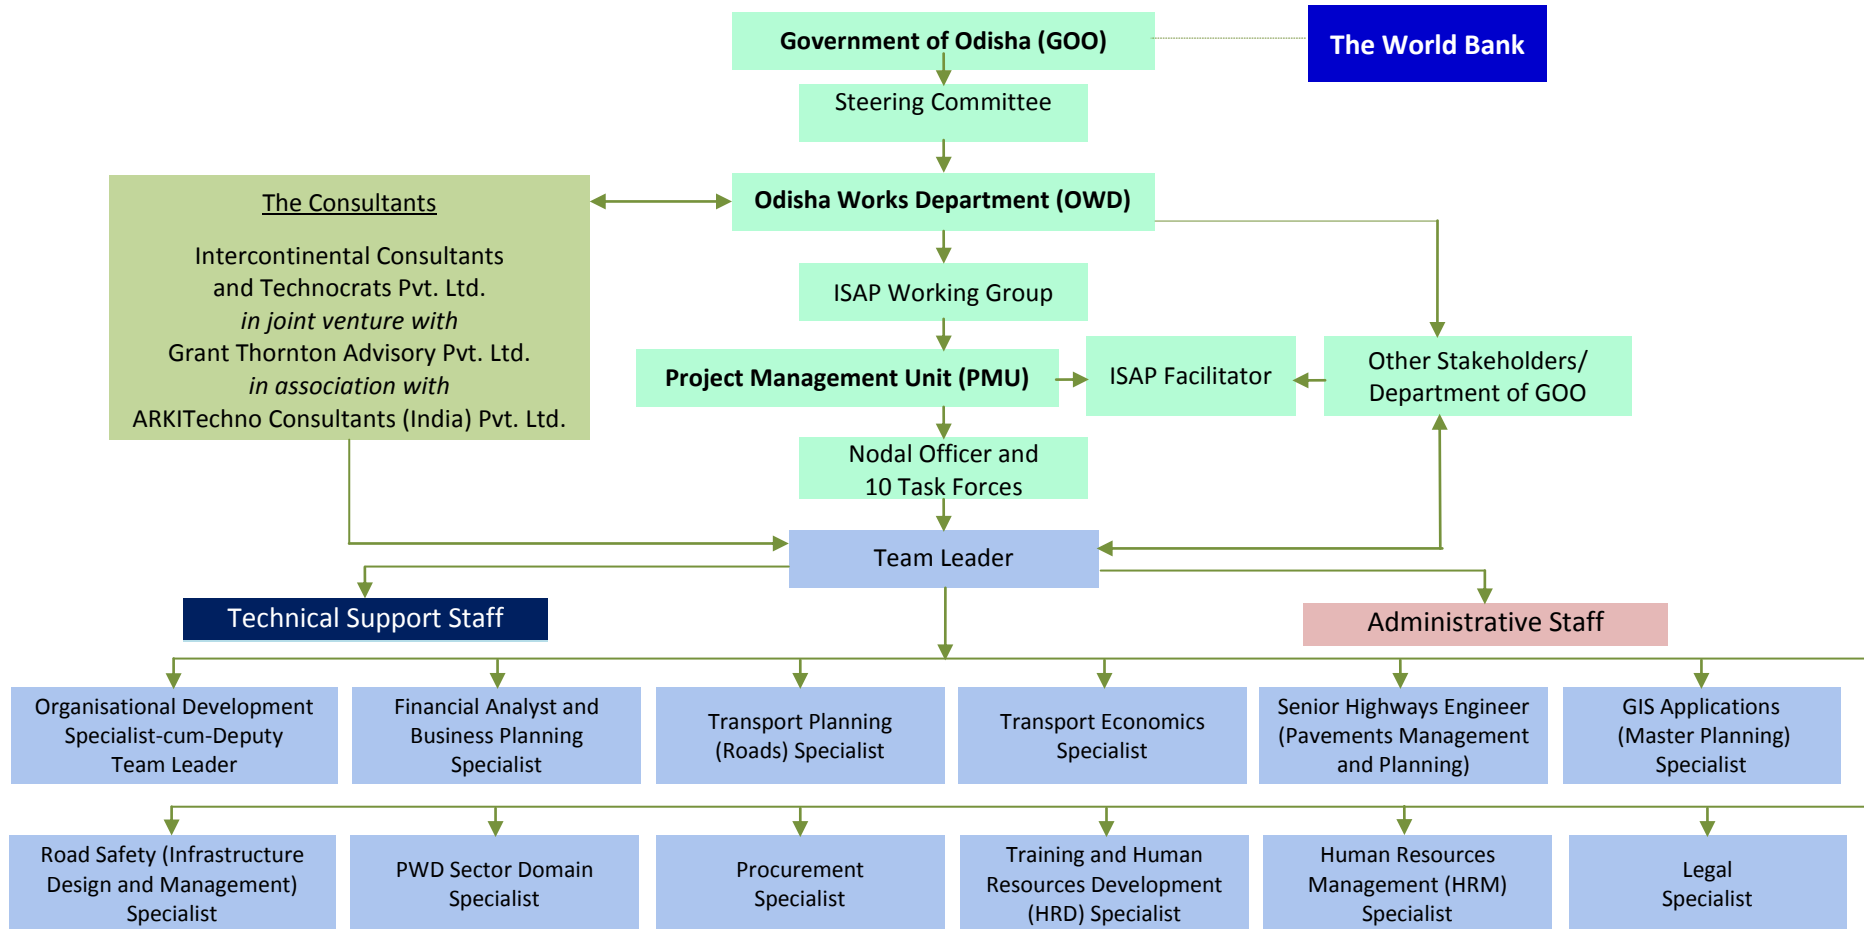 Government of Odisha (GOO)
The World Bank
Steering Committee
Odisha Works Department (OWD)
The Consultants
Intercontinental Consultants
and Technocrats Pvt. Ltd.
in joint venture with
Grant Thornton Advisory Pvt. Ltd.
in association with
ARKITechno Consultants (India) Pvt. Ltd.
ISAP Working Group
Project Management Unit (PMU)
ISAP Facilitator
Other Stakeholders/
Department of GOO
Nodal Officer and
10 Task Forces
Team Leader
Technical Support Staff
Administrative Staff
Organisational Development
Specialist-cum-Deputy
Team Leader
Financial Analyst and
Business Planning
Specialist
Transport Planning
(Roads) Specialist
Transport Economics
Specialist
Senior Highways Engineer
(Pavements Management
and Planning)
GIS Applications
(Master Planning)
Specialist
Road Safety (Infrastructure
Design and Management)
Specialist
PWD Sector Domain
Specialist
Procurement
Specialist
Training and Human
Resources Development
(HRD) Specialist
Human Resources
Management (HRM)
Specialist
Legal
Specialist